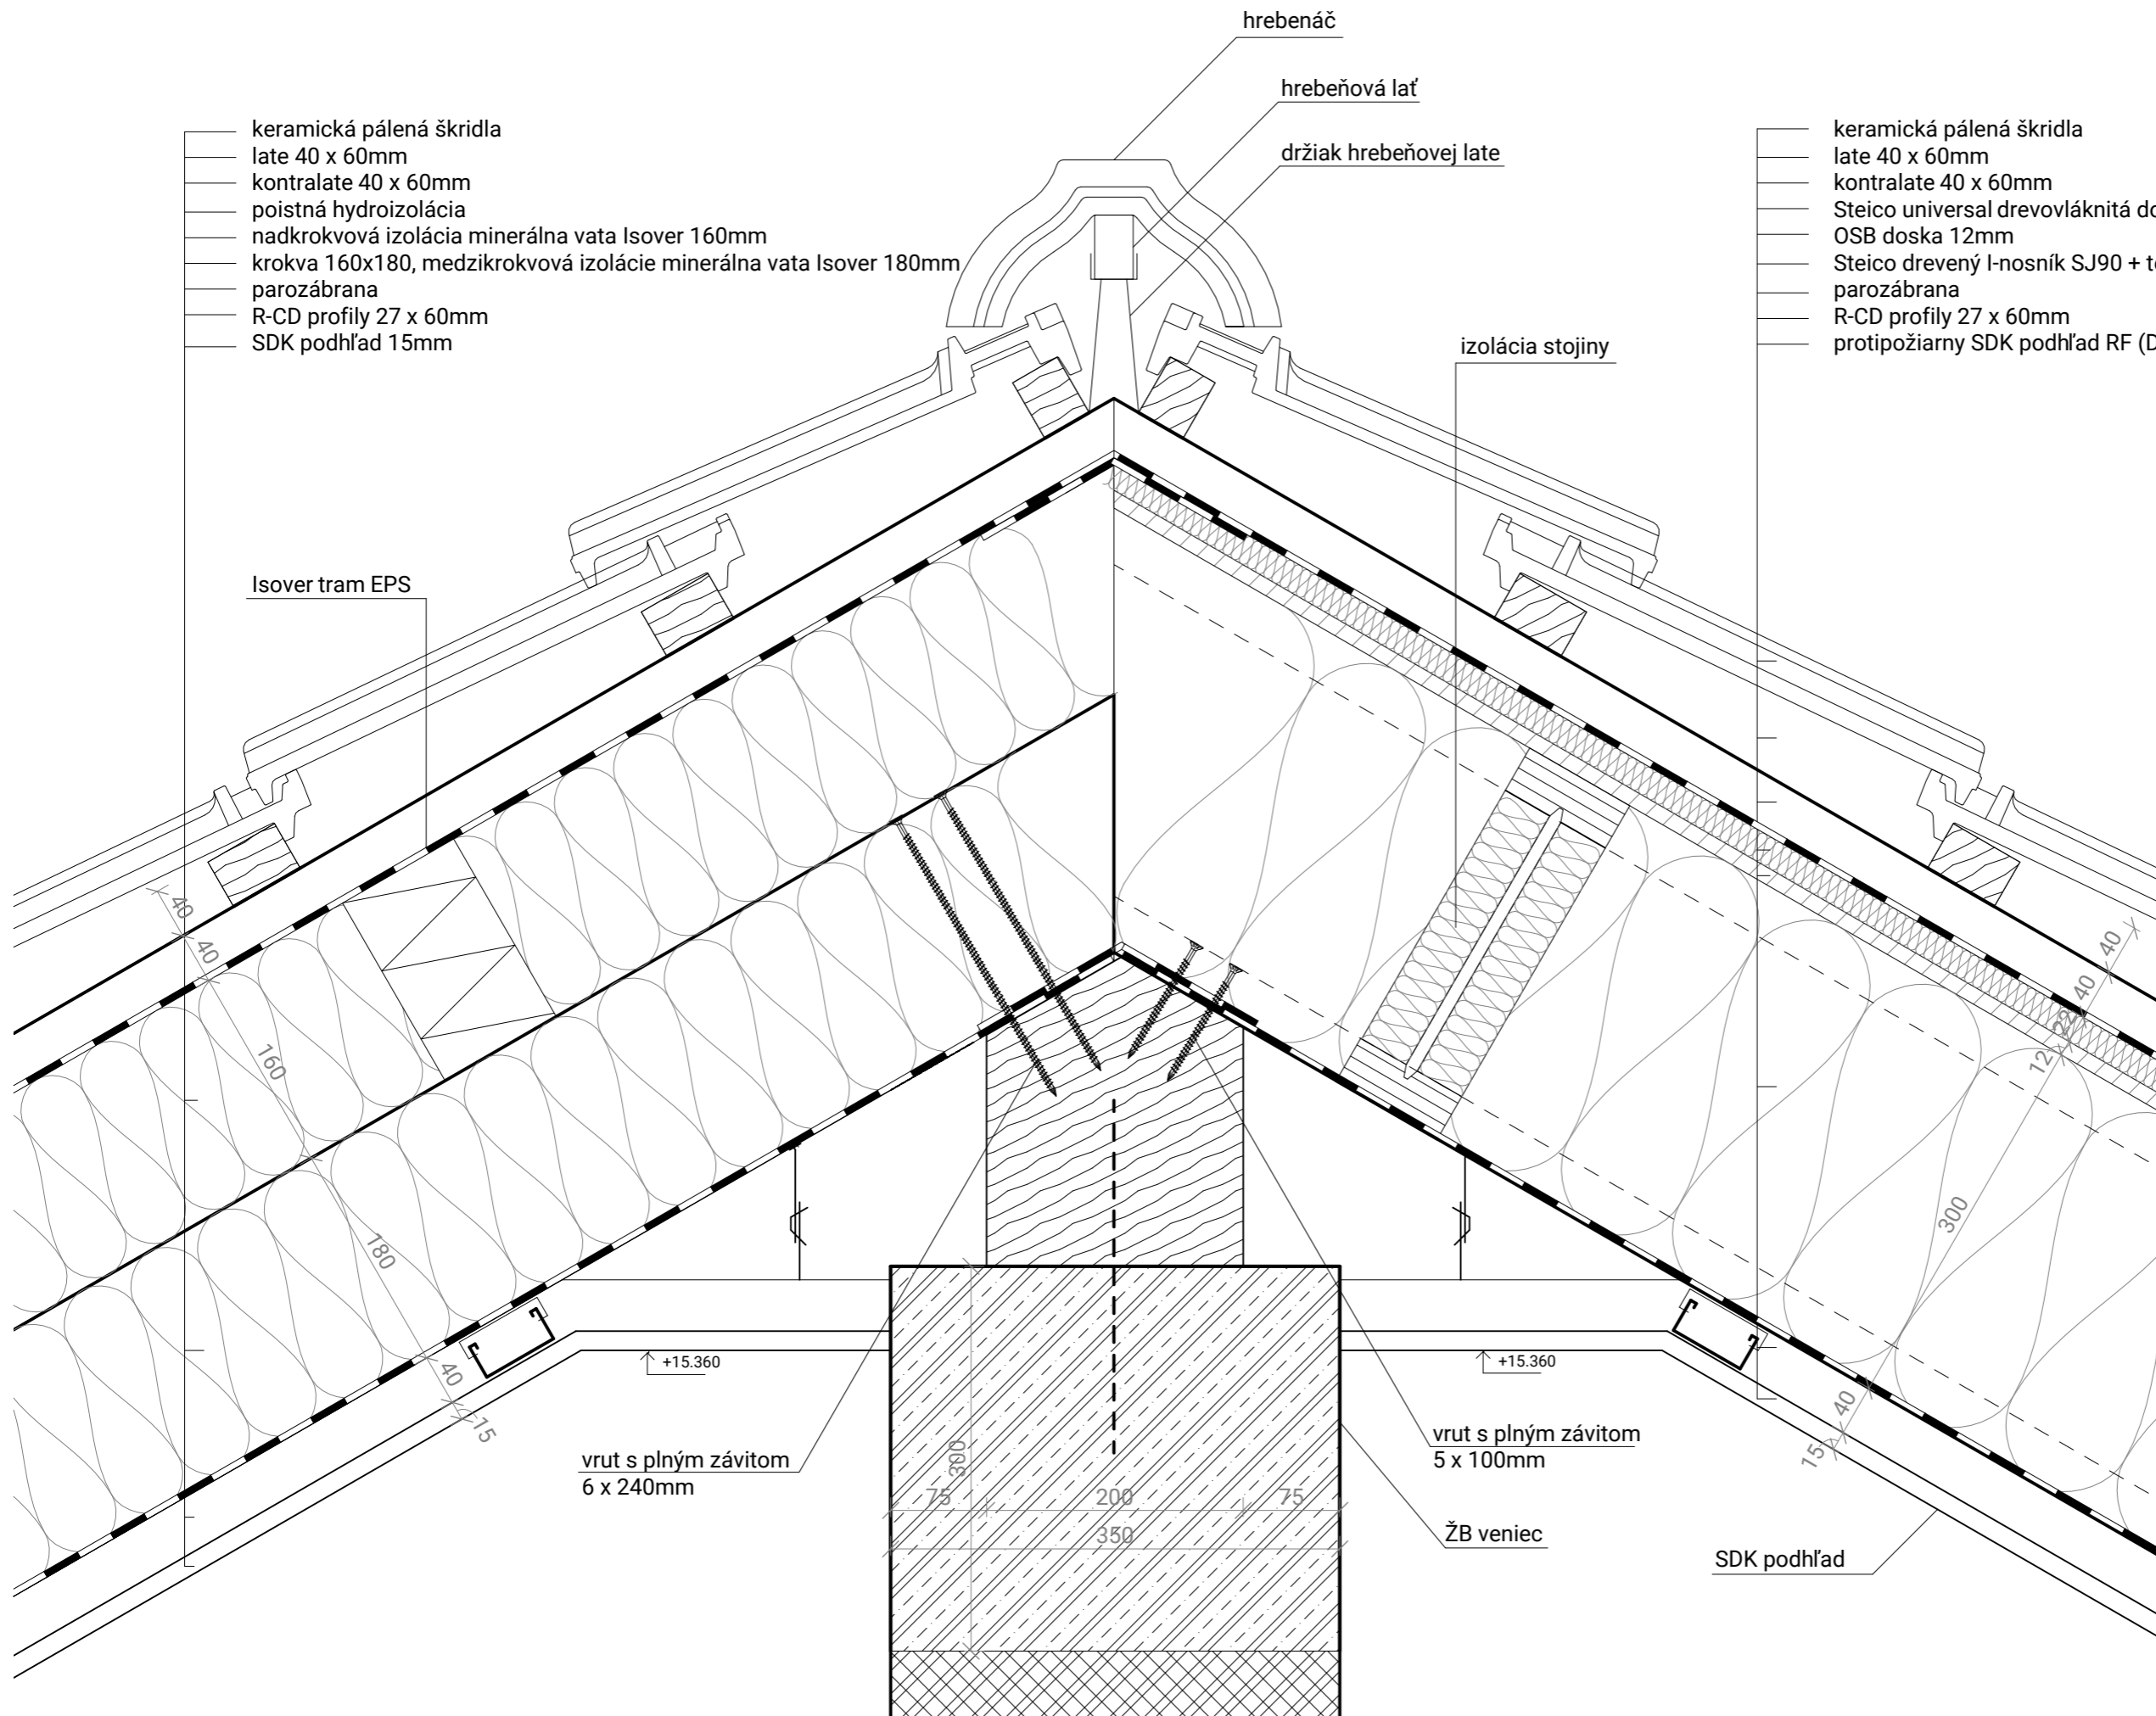 hrebenáč
hrebeňová lať
držiak hrebeňovej late
keramická pálená škridla
late 40 x 60mm
kontralate 40 x 60mm
poistná hydroizolácia
nadkrokvová izolácia minerálna vata Isover 160mm
krokva 160x180, medzikrokvová izolácie minerálna vata Isover 180mm
parozábrana
R-CD profily 27 x 60mm
SDK podhľad 15mm
keramická pálená škridla
late 40 x 60mm
kontralate 40 x 60mm
Steico universal drevovláknitá do
OSB doska 12mm
Steico drevený I-nosník SJ90 + te
parozábrana
R-CD profily 27 x 60mm
protipožiarny SDK podhľad RF (D
izolácia stojiny
Isover tram EPS
40
40
160
180
40
15
40
40
22
12
300
40
15
+15.360
+15.360
vrut s plným závitom
6 x 240mm
vrut s plným závitom
5 x 100mm
300
75
200
75
350
ŽB veniec
SDK podhľad